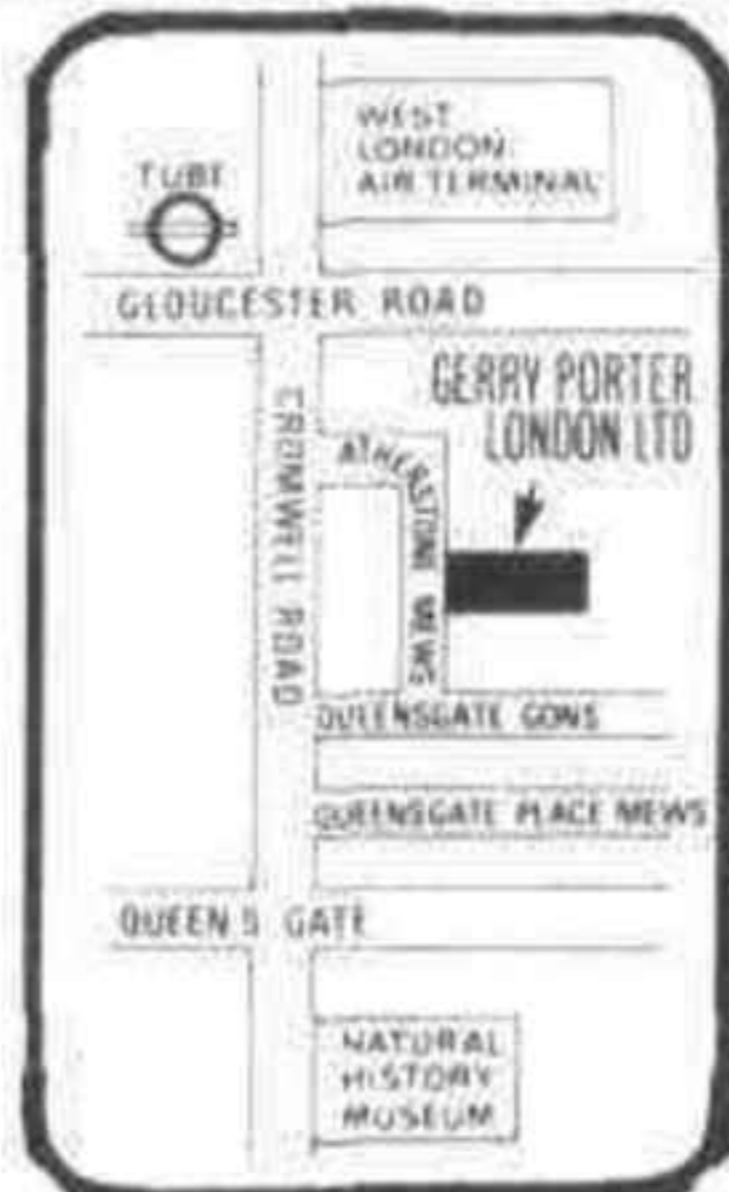 WEST
LONDON
AIR TERMINAL
TUBE
GLOUCESTER ROAD
GERRY PORTER
LONDON LTD
CROMWELL ROAD
ATHERSTONE MEWS
QUEENSGATE GDNS
QUEENSGATE PLACE MEWS
QUEEN'S GATE
NATURAL
HISTORY
MUSEUM